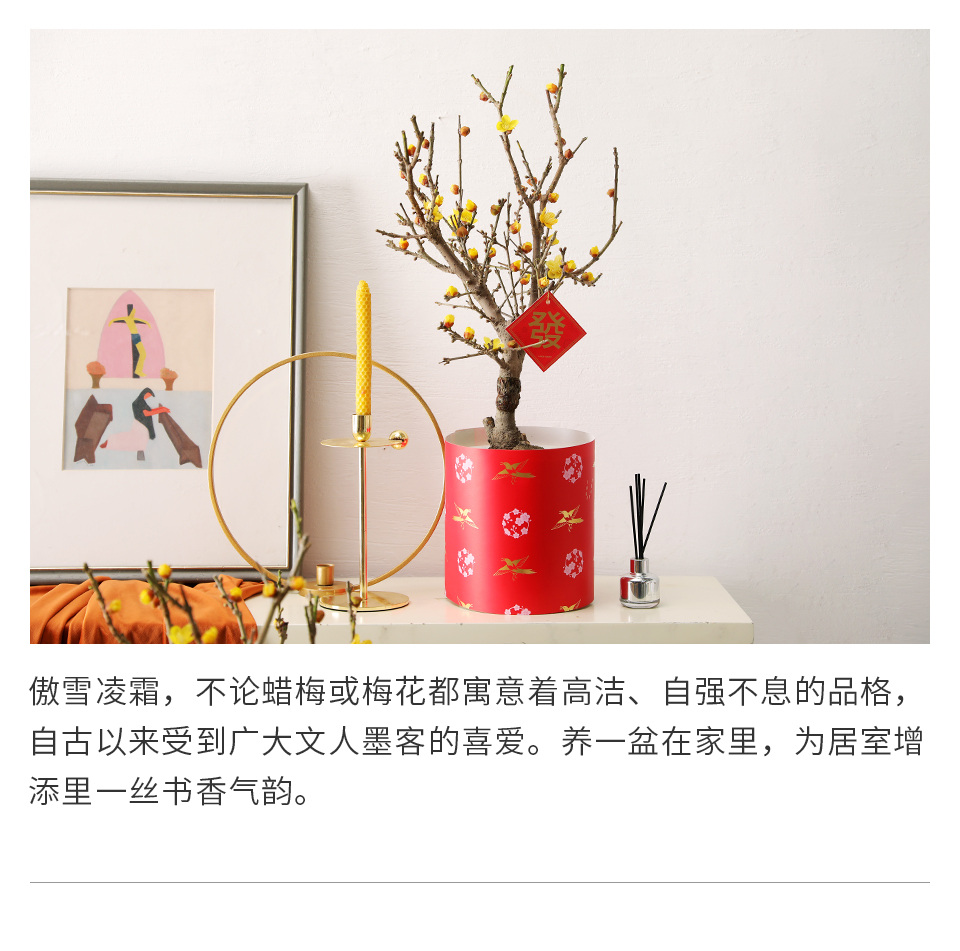 發
傲雪凌霜，不论蜡梅或梅花都寓意着高洁、自强不息的品格，
自古以来受到广大文人墨客的喜爱。养一盆在家里，为居室增
添里一丝书香气韵。